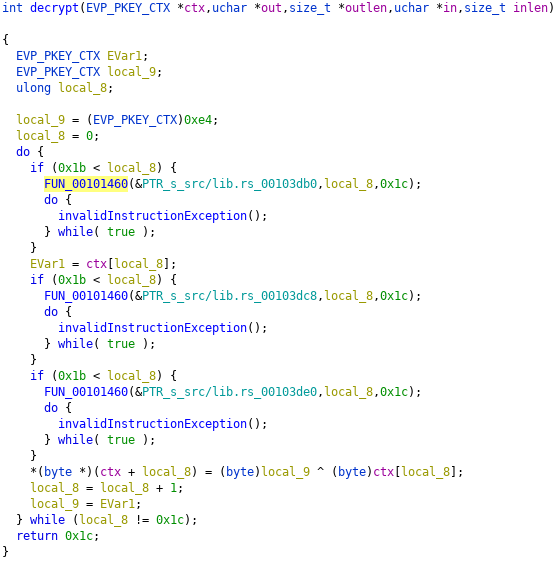 int decrypt(EVP_PKEY_CTX *ctx,uchar *out,size_t *outlen,uchar *in,size_t inlen)
{
EVP_PKEY_CTX EVar1;
EVP_PKEY_CTX local_9;
ulong local_8;
local_9 = (EVP_PKEY_CTX)0xe4;
local_8 = 0;
do {
if (0x1b < local_8) {
FUN_00101460(&PTR_s_src/lib.rs_00103db0,local_8,0x1c);
do {
invalidInstructionException();
} while( true );
}
EVar1 = ctx[local_8];
if (0x1b < local_8) {
FUN_00101460(&PTR_s_src/lib.rs_00103dc8,local_8,0x1c);
do {
invalidInstructionException();
} while( true );
}
if (0x1b < local_8) {
FUN_00101460(&PTR_s_src/lib.rs_00103de0,local_8,0x1c);
do {
invalidInstructionException();
} while( true );
}
*(byte *)(ctx + local_8) = (byte)local_9 ^ (byte)ctx[local_8];
local_8 = local_8 + 1;
local_9 = EVar1;
} while (local_8 != 0x1c);
return 0x1c;
}